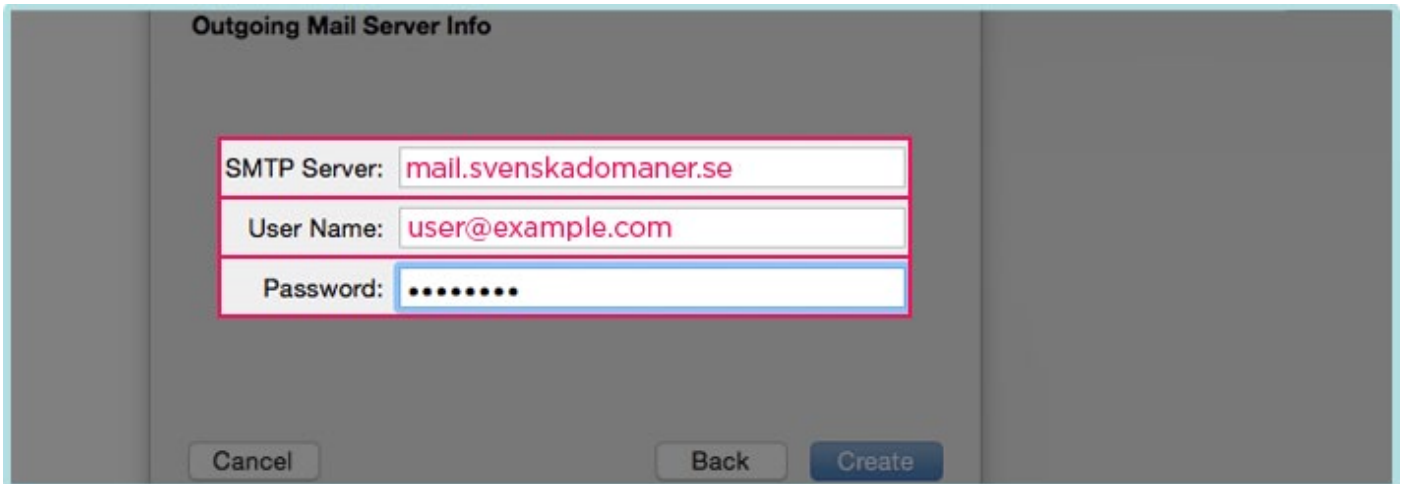 Outgoing Mail Server Info
SMTP Server: mail.svenskadomaner.se
User Name: user@example.com
Password: ••••••••
Cancel Back Create